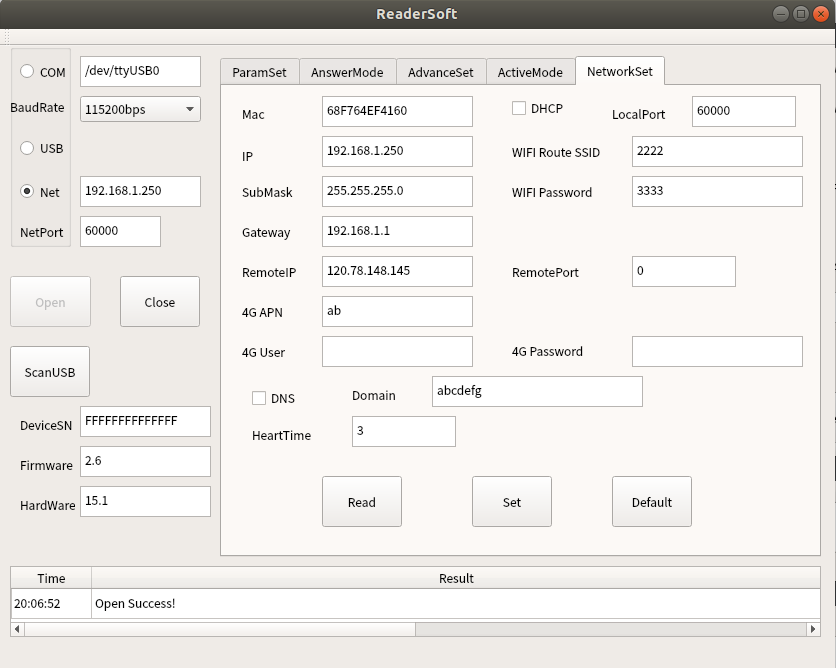 ReaderSoft
COM /dev/ttyUSB0
BaudRate 115200bps
USB
Net 192.168.1.250
NetPort 60000
Open Close
ScanUSB
DeviceSN FFFFFFFFFFFFFF
Firmware 2.6
HardWare 15.1
ParamSet AnswerMode AdvanceSet ActiveMode NetworkSet
Mac 68F764EF4160 DHCP LocalPort 60000
IP 192.168.1.250 WIFI Route SSID 2222
SubMask 255.255.255.0 WIFI Password 3333
Gateway 192.168.1.1
RemoteIP 120.78.148.145 RemotePort 0
4G APN ab
4G User 4G Password
DNS Domain abcdefg
HeartTime 3
Read Set Default
Time Result
20:06:52 Open Success!